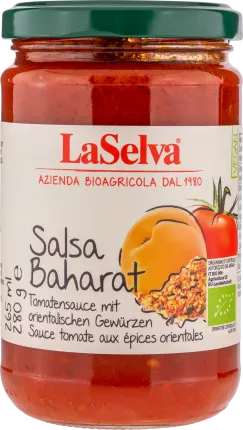 VEGAN
LaSelva
AZIENDA BIOAGRICOLA DAL 1980
Salsa
Baharat
Tomatensauce mit
orientalischen Gewürzen
Sauce tomate aux épices orientales
265 ml
280 g e